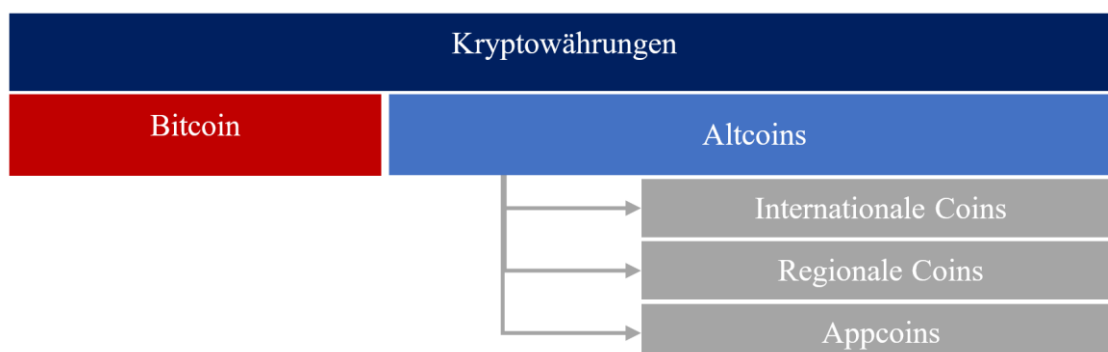 Kryptowährungen
Bitcoin
Altcoins
Internationale Coins
Regionale Coins
Appcoins